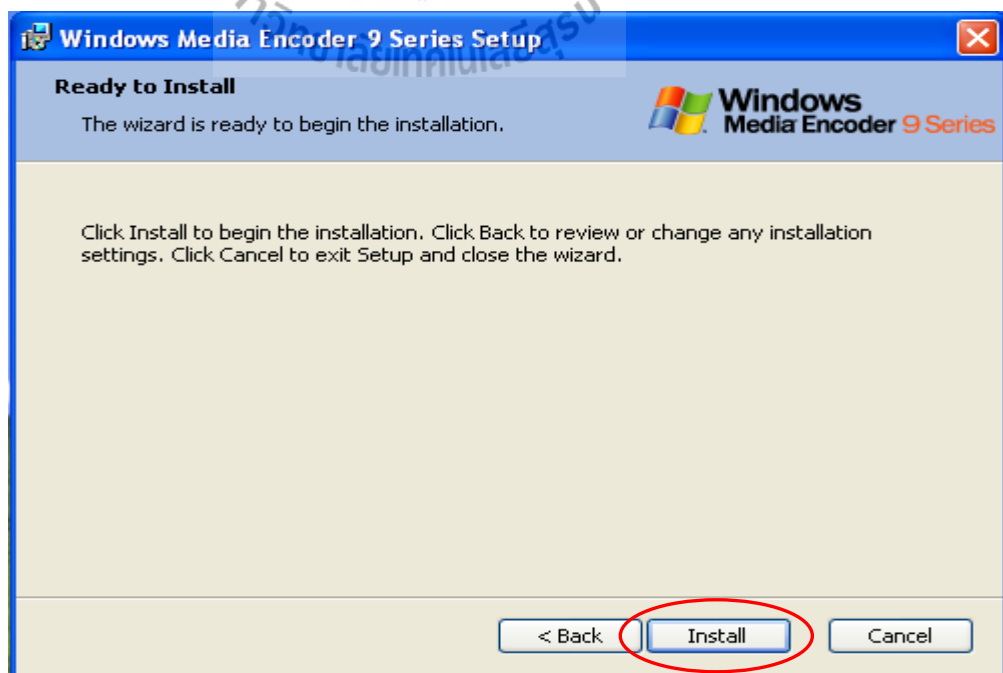 Windows Media Encoder 9 Series Setup
Ready to Install
The wizard is ready to begin the installation.
Windows
Media Encoder 9 Series
Click Install to begin the installation. Click Back to review or change any installation
settings. Click Cancel to exit Setup and close the wizard.
< Back
Install
Cancel